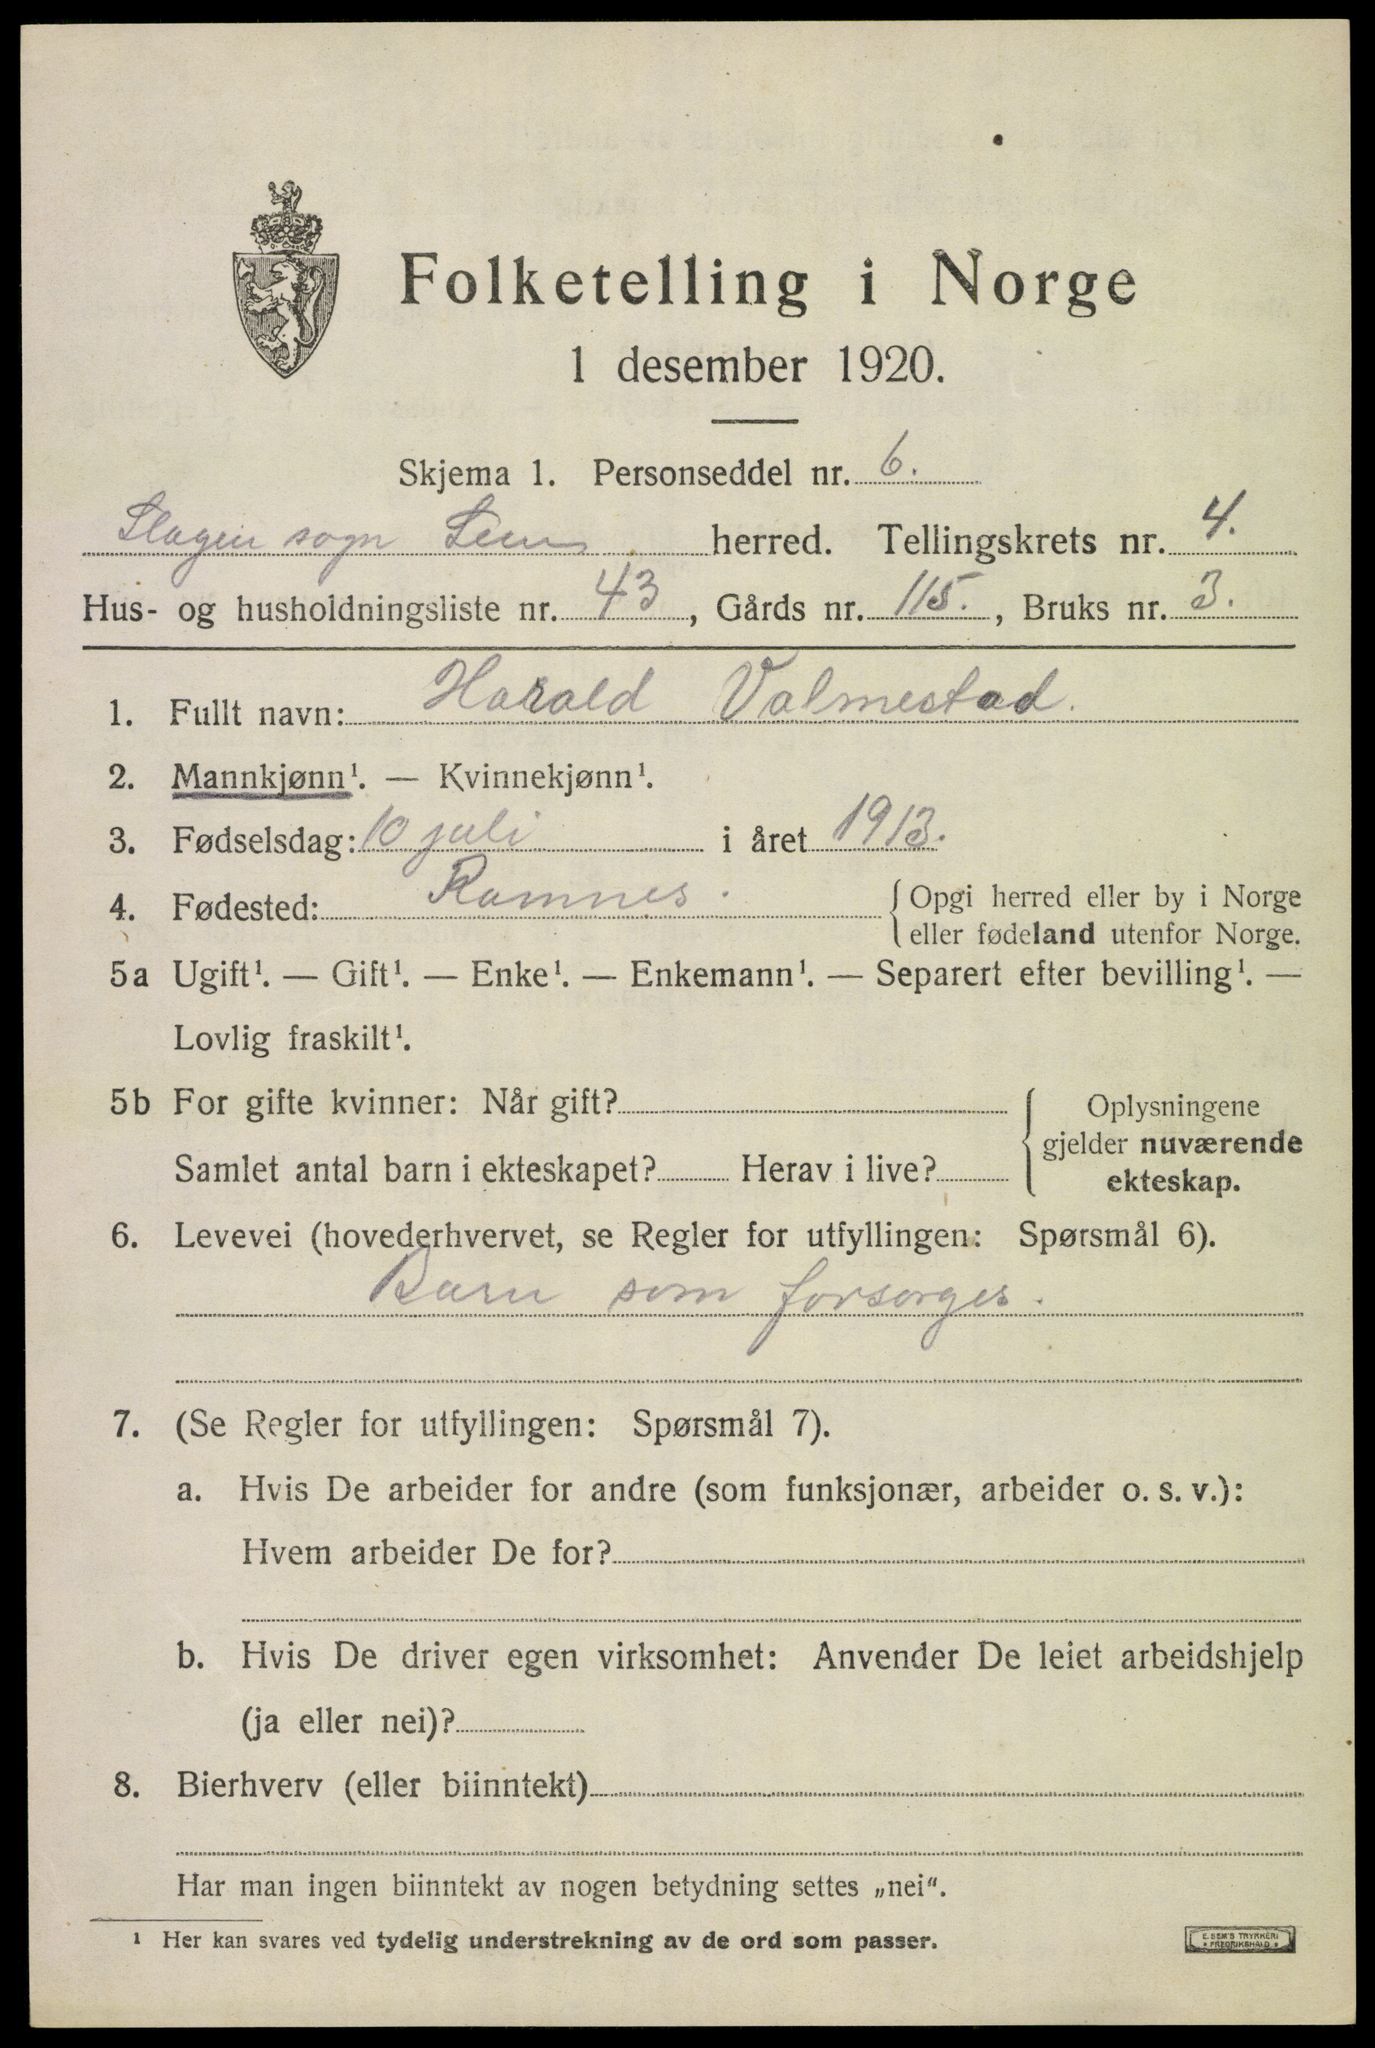 Folketelling i Norge
1 desember 1920.
Skjema 1. Personseddel nr. 6.
Slagen sogn Sem herred. Tellingskrets nr. 4.
Hus- og husholdningsliste nr. 43, Gårds nr. 115., Bruks nr. 3.
1. Fullt navn: Harald Valmestad.
2. Mannkjønn¹. — Kvinnekjønn¹.
3. Fødselsdag: 10 juli i året 1913.
4. Fødested: Ramnes. { Opgi herred eller by i Norge
eller fødeland utenfor Norge.
5a Ugift¹. — Gift¹. — Enke¹. — Enkemann¹. — Separert efter bevilling¹. —
Lovlig fraskilt¹.
5b For gifte kvinner: Når gift? { Oplysningene
gjelder nuværende
Samlet antal barn i ekteskapet? Herav i live?
ekteskap.
6. Levevei (hovederhvervet, se Regler for utfyllingen: Spørsmål 6).
Barn som forsorges.
7. (Se Regler for utfyllingen: Spørsmål 7).
a. Hvis De arbeider for andre (som funksjonær, arbeider o. s. v.):
Hvem arbeider De for?
b. Hvis De driver egen virksomhet: Anvender De leiet arbeidshjelp
(ja eller nei)?
8. Bierhverv (eller biinntekt)
Har man ingen biinntekt av nogen betydning settes „nei“.
¹ Her kan svares ved tydelig understrekning av de ord som passer.
E. SEM'S TRYKKERI
• FREDRIKSHALD •